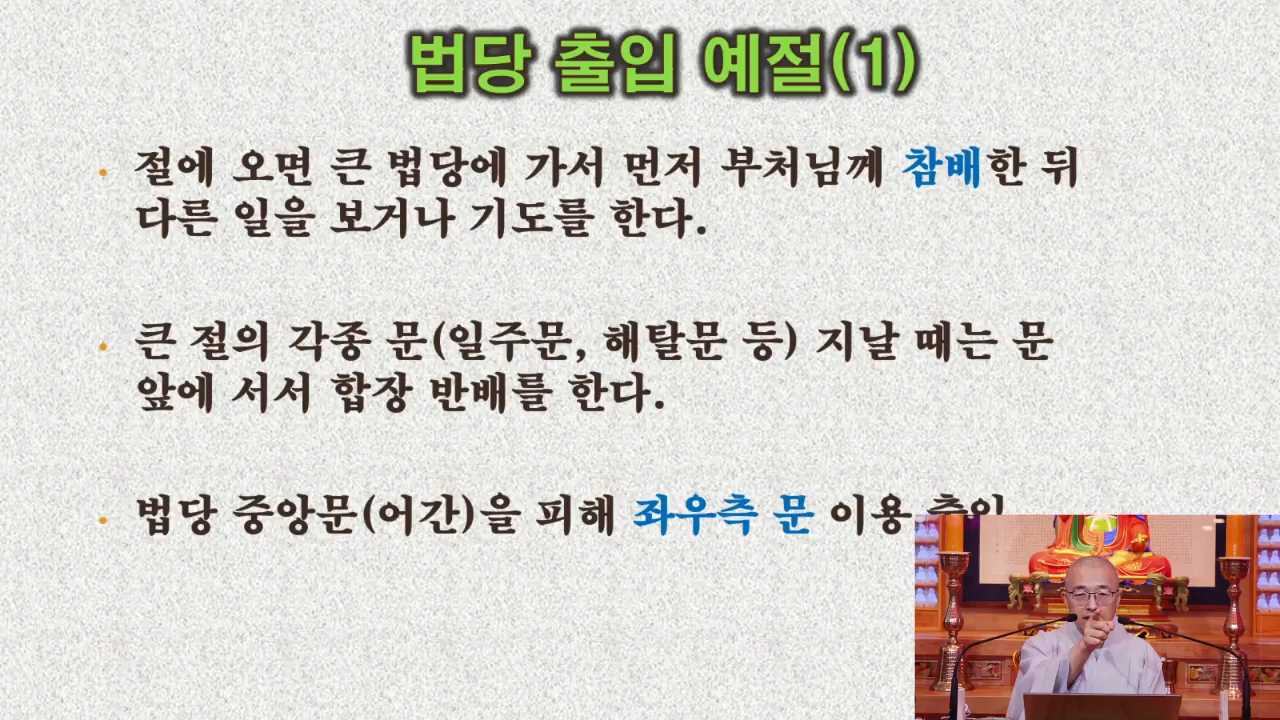 법당 출입 예절(1)
• 절에 오면 큰 법당에 가서 먼저 부처님께 참배한 뒤
다른 일을 보거나 기도를 한다.
• 큰 절의 각종 문(일주문, 해탈문 등) 지날 때는 문
앞에 서서 합장 반배를 한다.
• 법당 중앙문(어간)을 피해 좌우측 문 이용